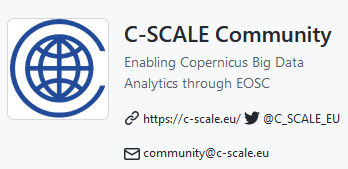 C-SCALE Community
Enabling Copernicus Big Data
Analytics through EOSC
https://c-scale.eu/ @C_SCALE_EU
community@c-scale.eu